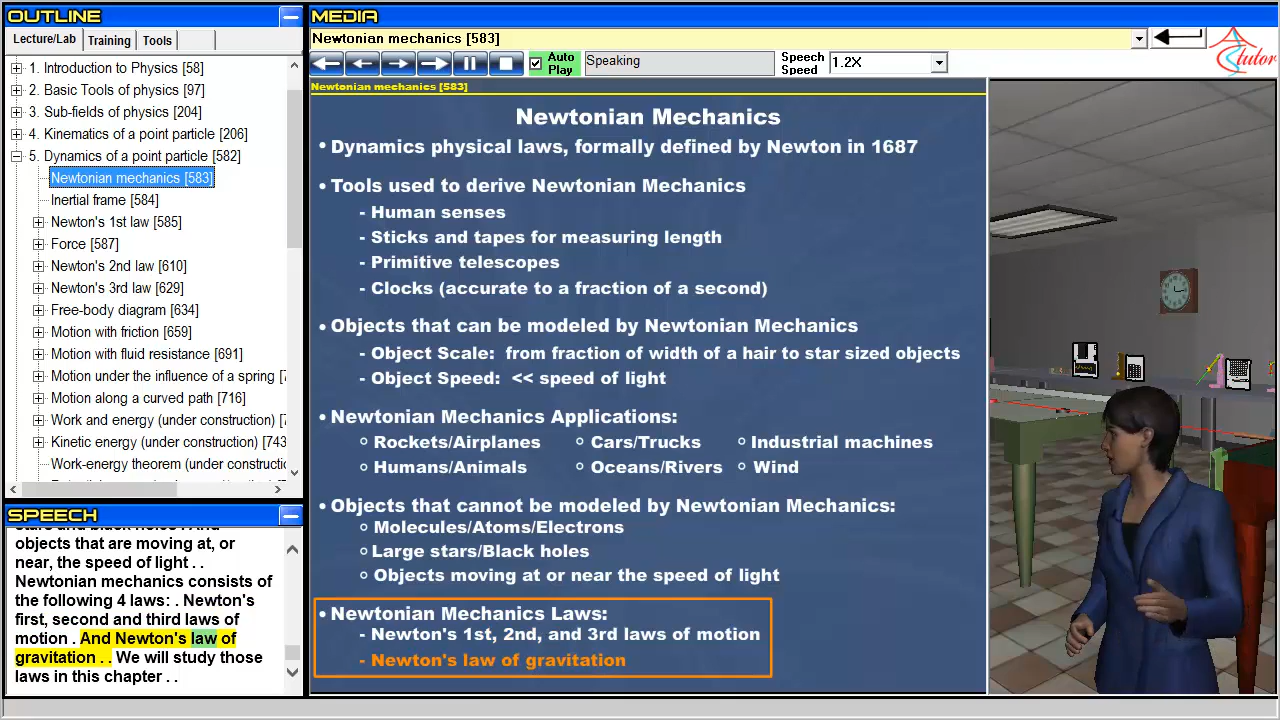 OUTLINE
Lecture/Lab Training Tools
1. Introduction to Physics [58]
2. Basic Tools of physics [97]
3. Sub-fields of physics [204]
4. Kinematics of a point particle [206]
5. Dynamics of a point particle [582]
Newtonian mechanics [583]
Inertial frame [584]
Newton's 1st law [585]
Force [587]
Newton's 2nd law [610]
Newton's 3rd law [629]
Free-body diagram [634]
Motion with friction [659]
Motion with fluid resistance [691]
Motion under the influence of a spring [7
Motion along a curved path [716]
Work and energy (under construction) [7
Kinetic energy (under construction) [743
Work-energy theorem (under constructio
SPEECH
stars and black holes . And
objects that are moving at, or
near, the speed of light . .
Newtonian mechanics consists of
the following 4 laws: . Newton's
first, second and third laws of
motion . And Newton's law of
gravitation . . We will study those
laws in this chapter . .
MEDIA
Newtonian mechanics [583]
Auto Play
Speaking
Speech Speed
1.2X
tutor
Newtonian mechanics [583]
Newtonian Mechanics
• Dynamics physical laws, formally defined by Newton in 1687
• Tools used to derive Newtonian Mechanics
- Human senses
- Sticks and tapes for measuring length
- Primitive telescopes
- Clocks (accurate to a fraction of a second)
• Objects that can be modeled by Newtonian Mechanics
- Object Scale: from fraction of width of a hair to star sized objects
- Object Speed: << speed of light
• Newtonian Mechanics Applications:
○ Rockets/Airplanes ○ Cars/Trucks ○ Industrial machines
○ Humans/Animals ○ Oceans/Rivers ○ Wind
• Objects that cannot be modeled by Newtonian Mechanics:
○ Molecules/Atoms/Electrons
○ Large stars/Black holes
○ Objects moving at or near the speed of light
• Newtonian Mechanics Laws:
- Newton's 1st, 2nd, and 3rd laws of motion
- Newton's law of gravitation